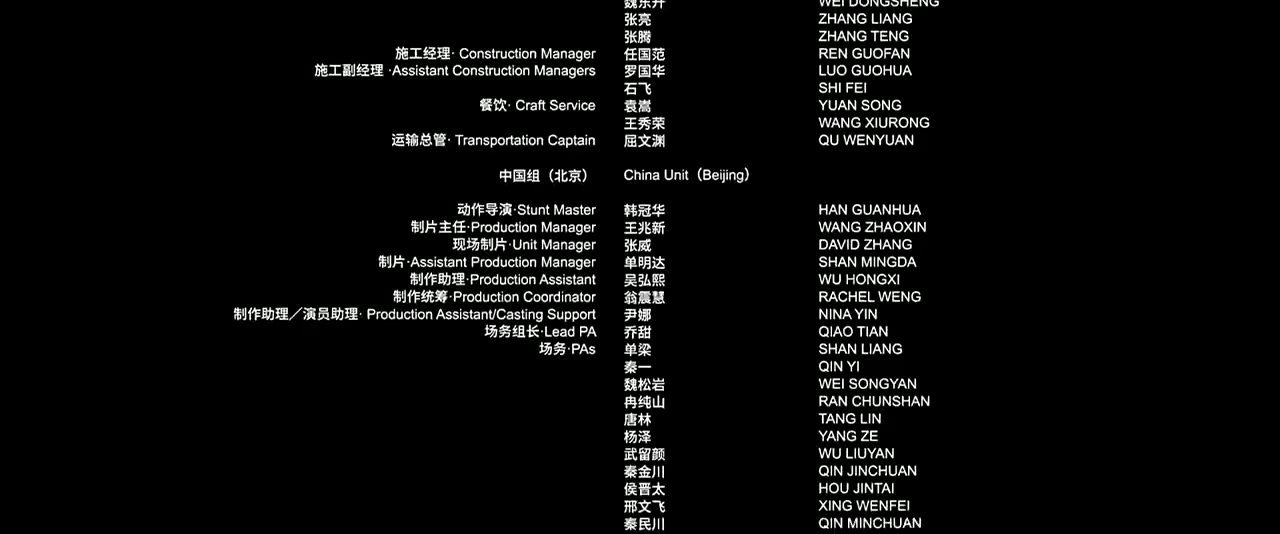 魏东升 WEI DONGSHENG
张亮 ZHANG LIANG
张腾 ZHANG TENG
施工经理· Construction Manager 任国范 REN GUOFAN
施工副经理 ·Assistant Construction Managers 罗国华 LUO GUOHUA
石飞 SHI FEI
餐饮· Craft Service 袁嵩 YUAN SONG
王秀荣 WANG XIURONG
运输总管· Transportation Captain 屈文渊 QU WENYUAN
中国组（北京） China Unit（Beijing）
动作导演·Stunt Master 韩冠华 HAN GUANHUA
制片主任·Production Manager 王兆新 WANG ZHAOXIN
现场制片·Unit Manager 张威 DAVID ZHANG
制片·Assistant Production Manager 单明达 SHAN MINGDA
制作助理·Production Assistant 吴弘熙 WU HONGXI
制作统筹·Production Coordinator 翁震慧 RACHEL WENG
制作助理／演员助理· Production Assistant/Casting Support 尹娜 NINA YIN
场务组长·Lead PA 乔甜 QIAO TIAN
场务·PAs 单梁 SHAN LIANG
秦一 QIN YI
魏松岩 WEI SONGYAN
冉纯山 RAN CHUNSHAN
唐林 TANG LIN
杨泽 YANG ZE
武留颜 WU LIUYAN
秦金川 QIN JINCHUAN
侯晋太 HOU JINTAI
邢文飞 XING WENFEI
秦民川 QIN MINCHUAN